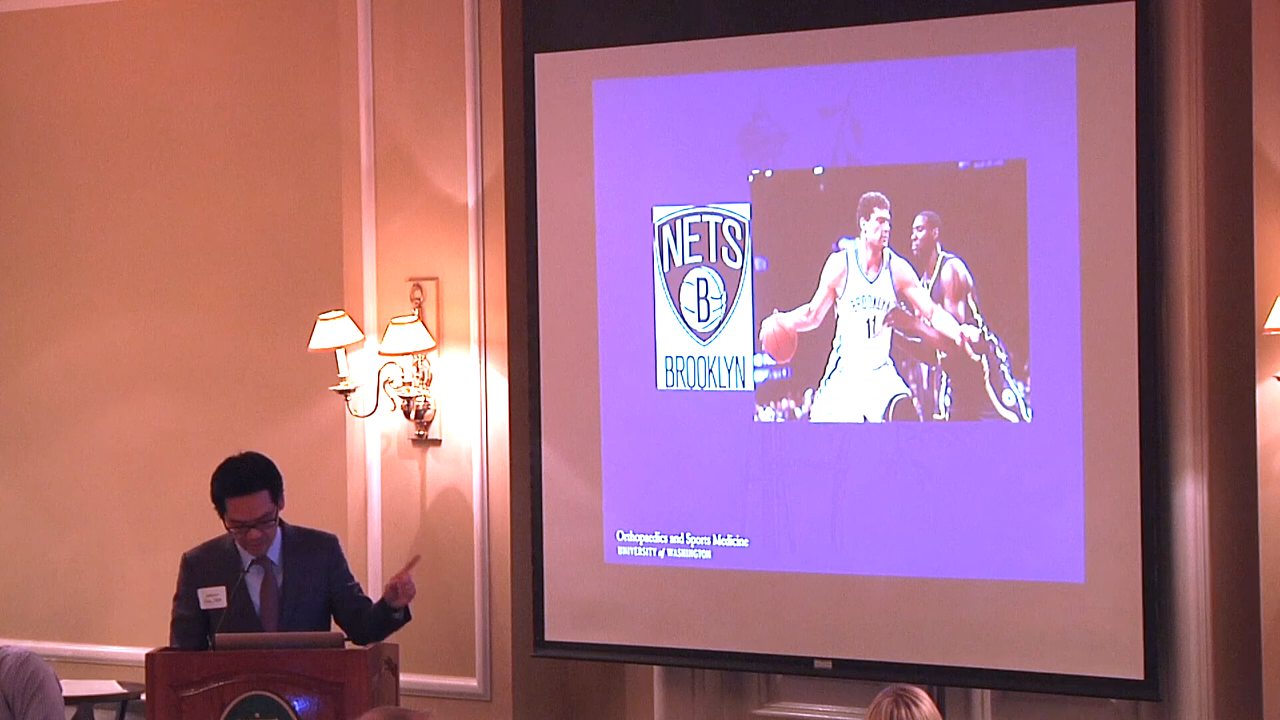 NETS
B
BROOKLYN
BROOKLYN
11
Orthopaedics and Sports Medicine
UNIVERSITY of WASHINGTON